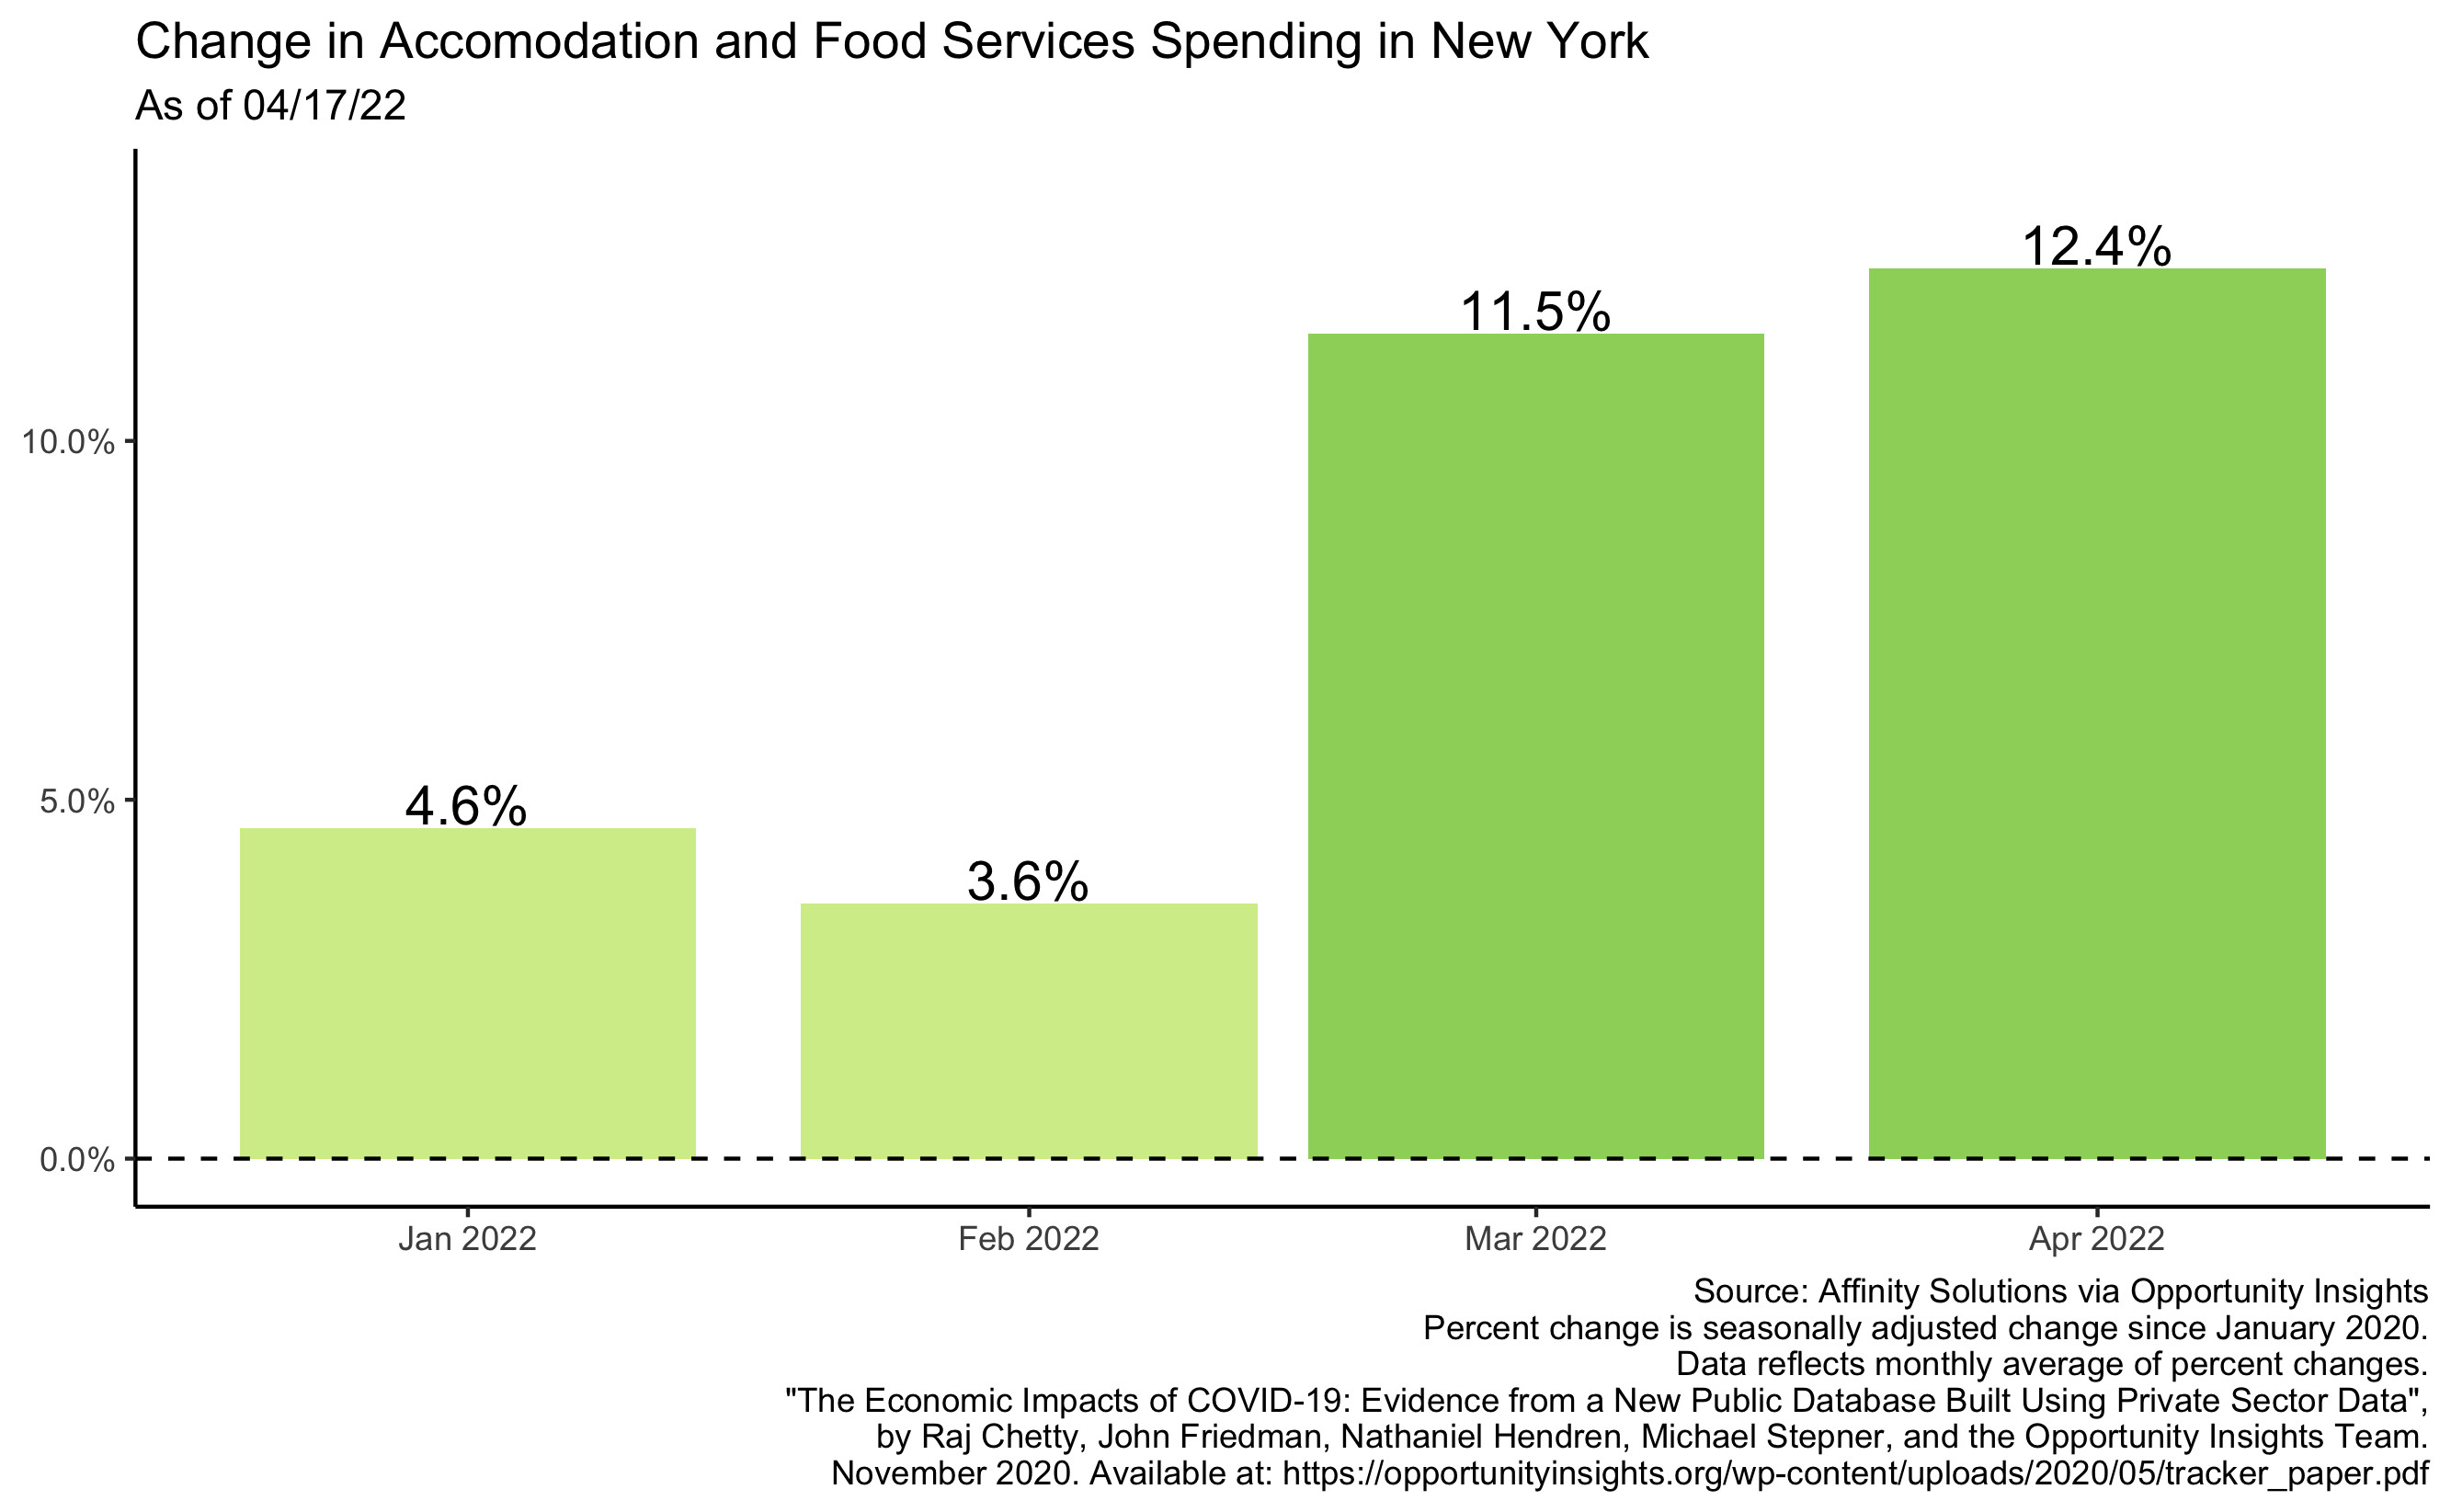 Change in Accomodation and Food Services Spending in New York
As of 04/17/22
12.4%
11.5%
10.0%
5.0%
4.6%
3.6%
0.0%
Jan 2022 Feb 2022 Mar 2022 Apr 2022
Source: Affinity Solutions via Opportunity Insights
Percent change is seasonally adjusted change since January 2020.
Data reflects monthly average of percent changes.
"The Economic Impacts of COVID-19: Evidence from a New Public Database Built Using Private Sector Data",
by Raj Chetty, John Friedman, Nathaniel Hendren, Michael Stepner, and the Opportunity Insights Team.
November 2020. Available at: https://opportunityinsights.org/wp-content/uploads/2020/05/tracker_paper.pdf